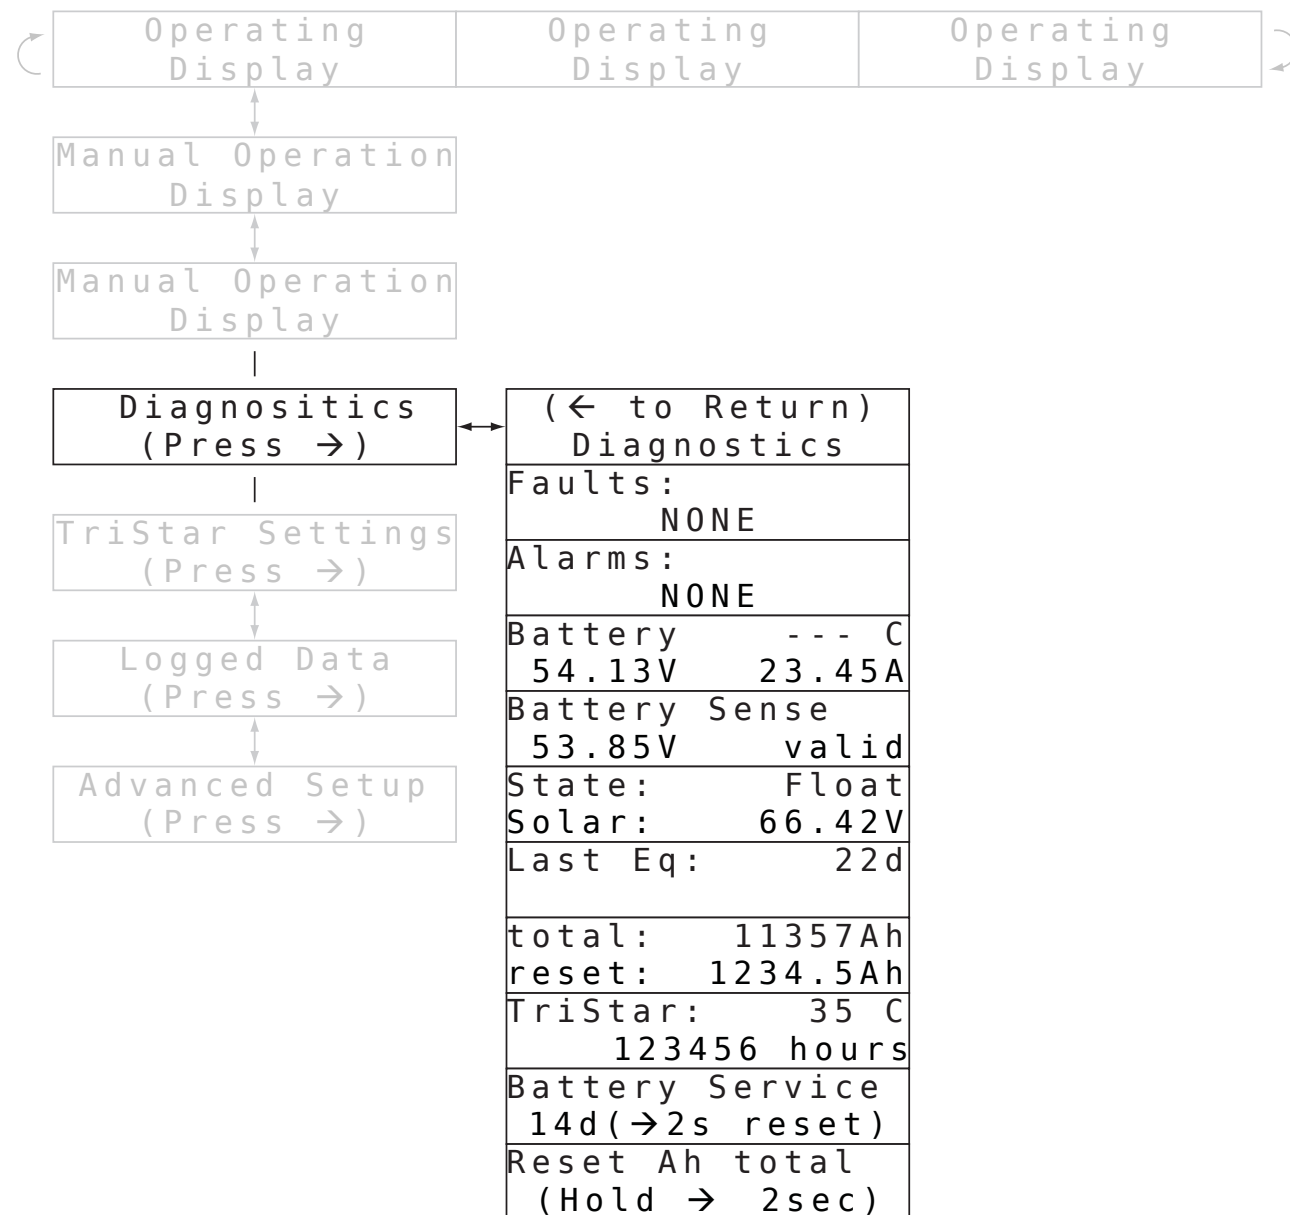 Operating
Display
Operating
Display
Operating
Display
Manual Operation
Display
Manual Operation
Display
Diagnositics
(Press →)
TriStar Settings
(Press →)
Logged Data
(Press →)
Advanced Setup
(Press →)
(← to Return)
Diagnostics
Faults:
NONE
Alarms:
NONE
Battery --- C
54.13V 23.45A
Battery Sense
53.85V valid
State: Float
Solar: 66.42V
Last Eq: 22d
total: 11357Ah
reset: 1234.5Ah
TriStar: 35 C
123456 hours
Battery Service
14d(→2s reset)
Reset Ah total
(Hold → 2sec)